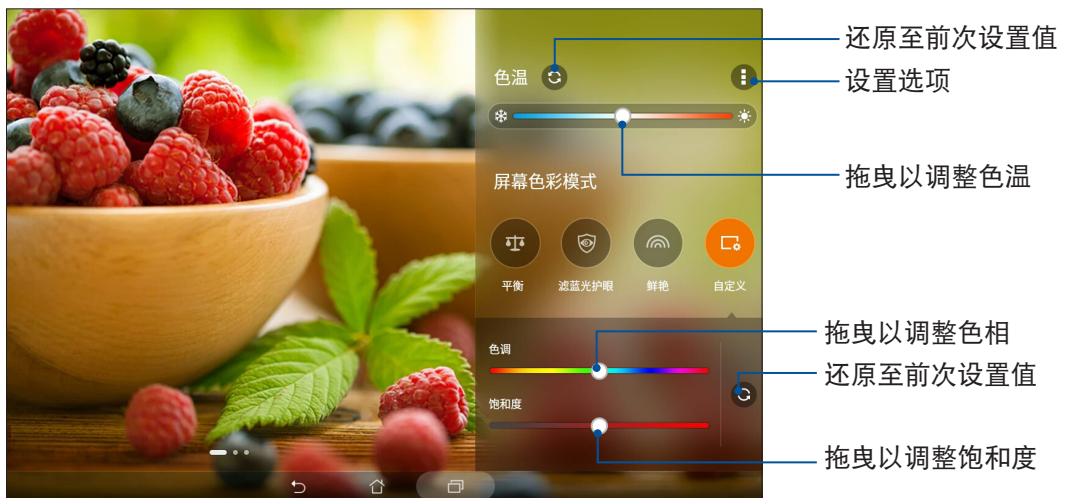 还原至前次设置值
色温
设置选项
拖曳以调整色温
屏幕色彩模式
平衡
滤蓝光护眼
鲜艳
自定义
拖曳以调整色相
色调
还原至前次设置值
饱和度
拖曳以调整饱和度